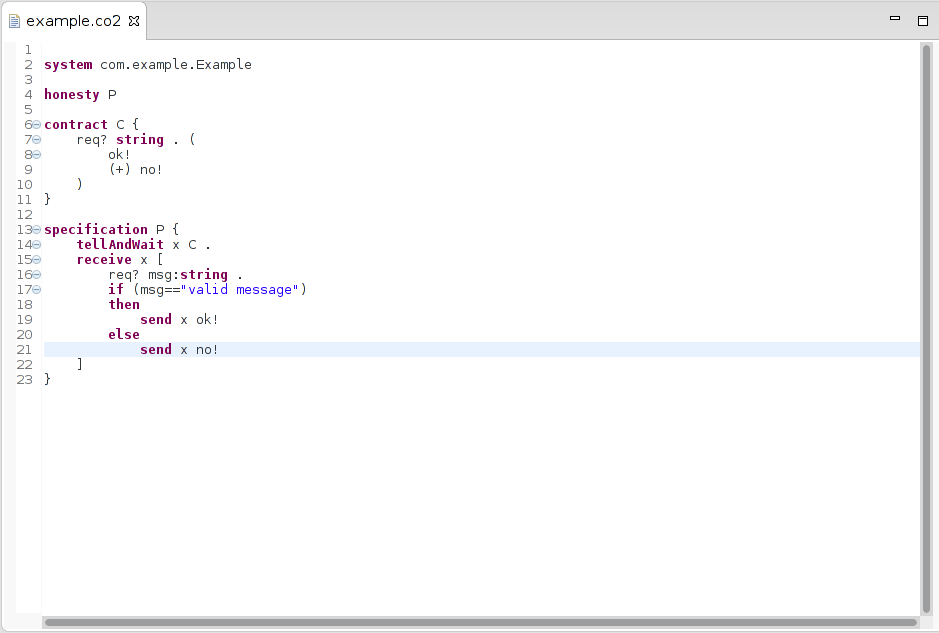 example.co2
1
2 system com.example.Example
3
4 honesty P
5
6 contract C {
7     req? string . (
8         ok!
9         (+) no!
10     )
11 }
12
13 specification P {
14     tellAndWait x C .
15     receive x [
16         req? msg:string .
17         if (msg=="valid message")
18         then
19             send x ok!
20         else
21             send x no!
22     ]
23 }